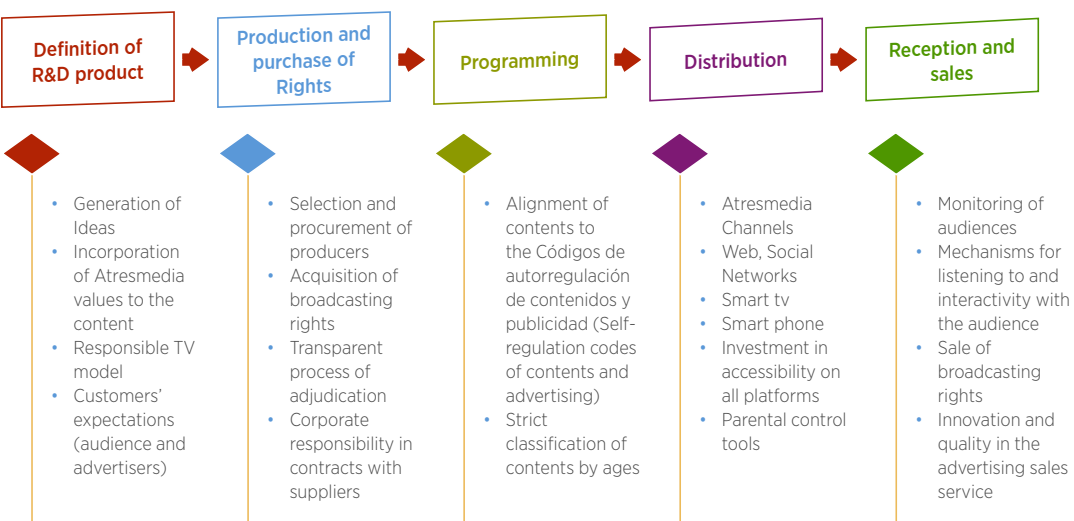 Definition of
R&D product
Production and
purchase of
Rights
Programming
Distribution
Reception and
sales
• Generation of
Ideas
• Incorporation
of Atresmedia
values to the
content
• Responsible TV
model
• Customers’
expectations
(audience and
advertisers)
• Selection and
procurement of
producers
• Acquisition of
broadcasting
rights
• Transparent
process of
adjudication
• Corporate
responsibility in
contracts with
suppliers
• Alignment of
contents to
the Códigos de
autorregulación
de contenidos y
publicidad (Self-
regulation codes
of contents and
advertising)
• Strict
classification of
contents by ages
• Atresmedia
Channels
• Web, Social
Networks
• Smart tv
• Smart phone
• Investment in
accessibility on
all platforms
• Parental control
tools
• Monitoring of
audiences
• Mechanisms for
listening to and
interactivity with
the audience
• Sale of
broadcasting
rights
• Innovation and
quality in the
advertising sales
service